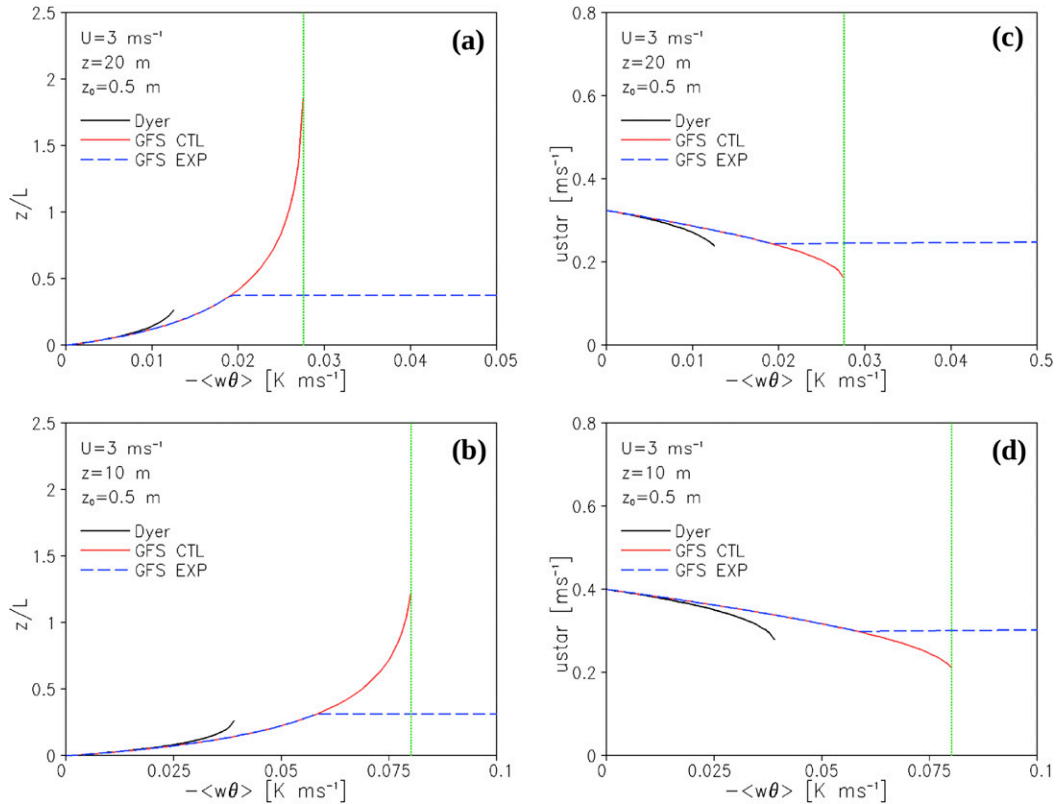 (a)
U=3 ms⁻¹
z=20 m
z₀=0.5 m
Dyer
GFS CTL
GFS EXP
z/L
2.5
2
1.5
1
0.5
0
0 0.01 0.02 0.03 0.04 0.05
−<wθ> [K ms⁻¹]
(c)
U=3 ms⁻¹
z=20 m
z₀=0.5 m
Dyer
GFS CTL
GFS EXP
ustar [ms⁻¹]
0.8
0.6
0.4
0.2
0
0 0.01 0.02 0.03 0.04 0.5
−<wθ> [K ms⁻¹]
(b)
U=3 ms⁻¹
z=10 m
z₀=0.5 m
Dyer
GFS CTL
GFS EXP
z/L
2.5
2
1.5
1
0.5
0
0 0.025 0.05 0.075 0.1
−<wθ> [K ms⁻¹]
(d)
U=3 ms⁻¹
z=10 m
z₀=0.5 m
Dyer
GFS CTL
GFS EXP
ustar [ms⁻¹]
0.8
0.6
0.4
0.2
0
0 0.025 0.05 0.075 0.1
−<wθ> [K ms⁻¹]